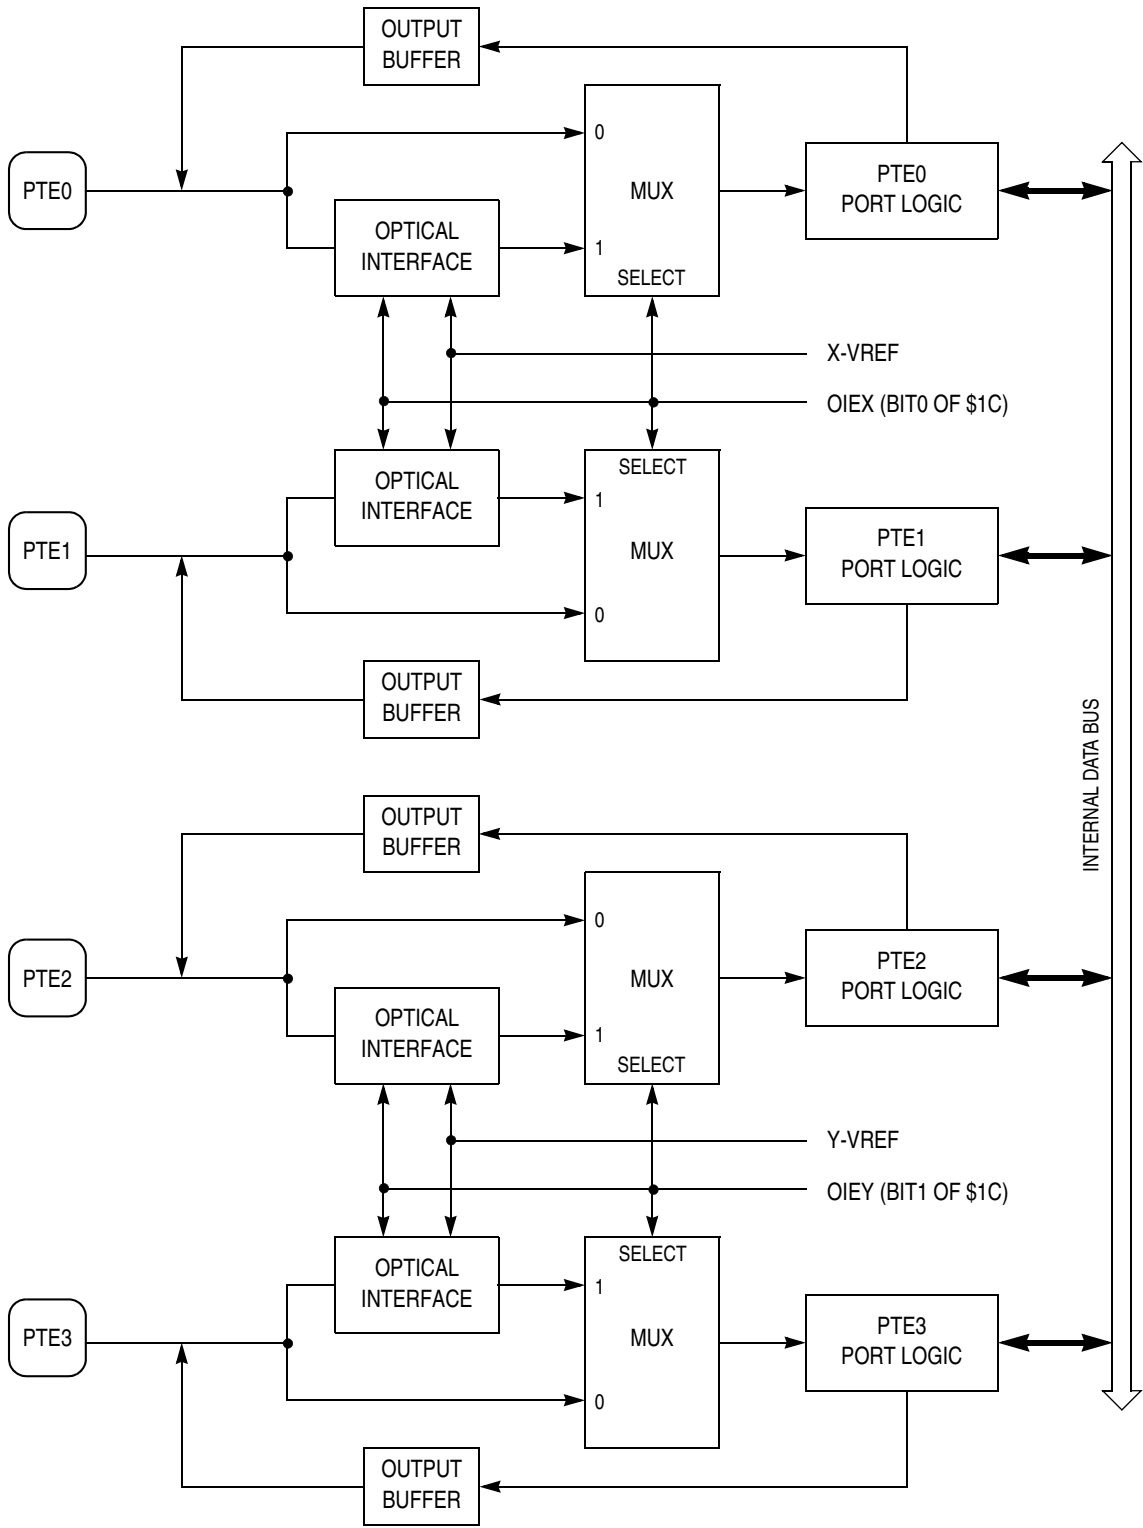 OUTPUT
BUFFER
0
PTE0
MUX
PTE0
PORT LOGIC
OPTICAL
INTERFACE
1
SELECT
X-VREF
OIEX (BIT0 OF $1C)
OPTICAL
INTERFACE
SELECT
1
PTE1
MUX
PTE1
PORT LOGIC
0
OUTPUT
BUFFER
INTERNAL DATA BUS
OUTPUT
BUFFER
0
PTE2
MUX
PTE2
PORT LOGIC
OPTICAL
INTERFACE
1
SELECT
Y-VREF
OIEY (BIT1 OF $1C)
OPTICAL
INTERFACE
SELECT
1
PTE3
MUX
PTE3
PORT LOGIC
0
OUTPUT
BUFFER